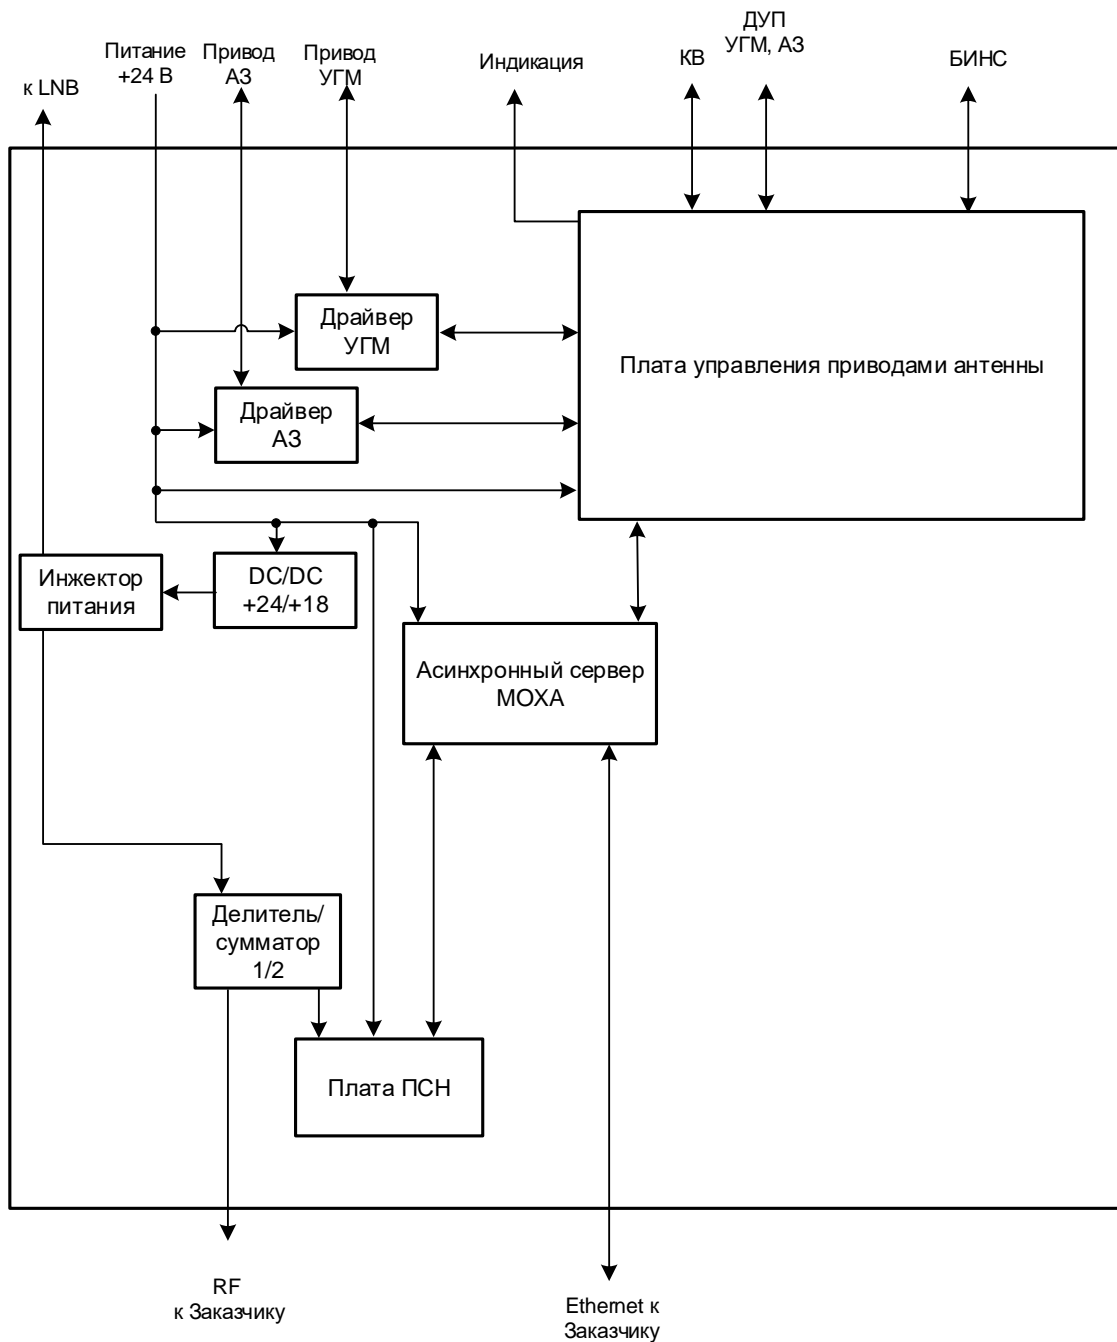 к LNB
Питание
+24 В
Привод
АЗ
Привод
УГМ
Индикация
КВ
ДУП
УГМ, АЗ
БИНС
Драйвер
УГМ
Плата управления приводами антенны
Драйвер
АЗ
Инжектор
питания
DC/DC
+24/+18
Асинхронный сервер
МОХА
Делитель/
сумматор
1/2
Плата ПСН
RF
к Заказчику
Ethernet к
Заказчику